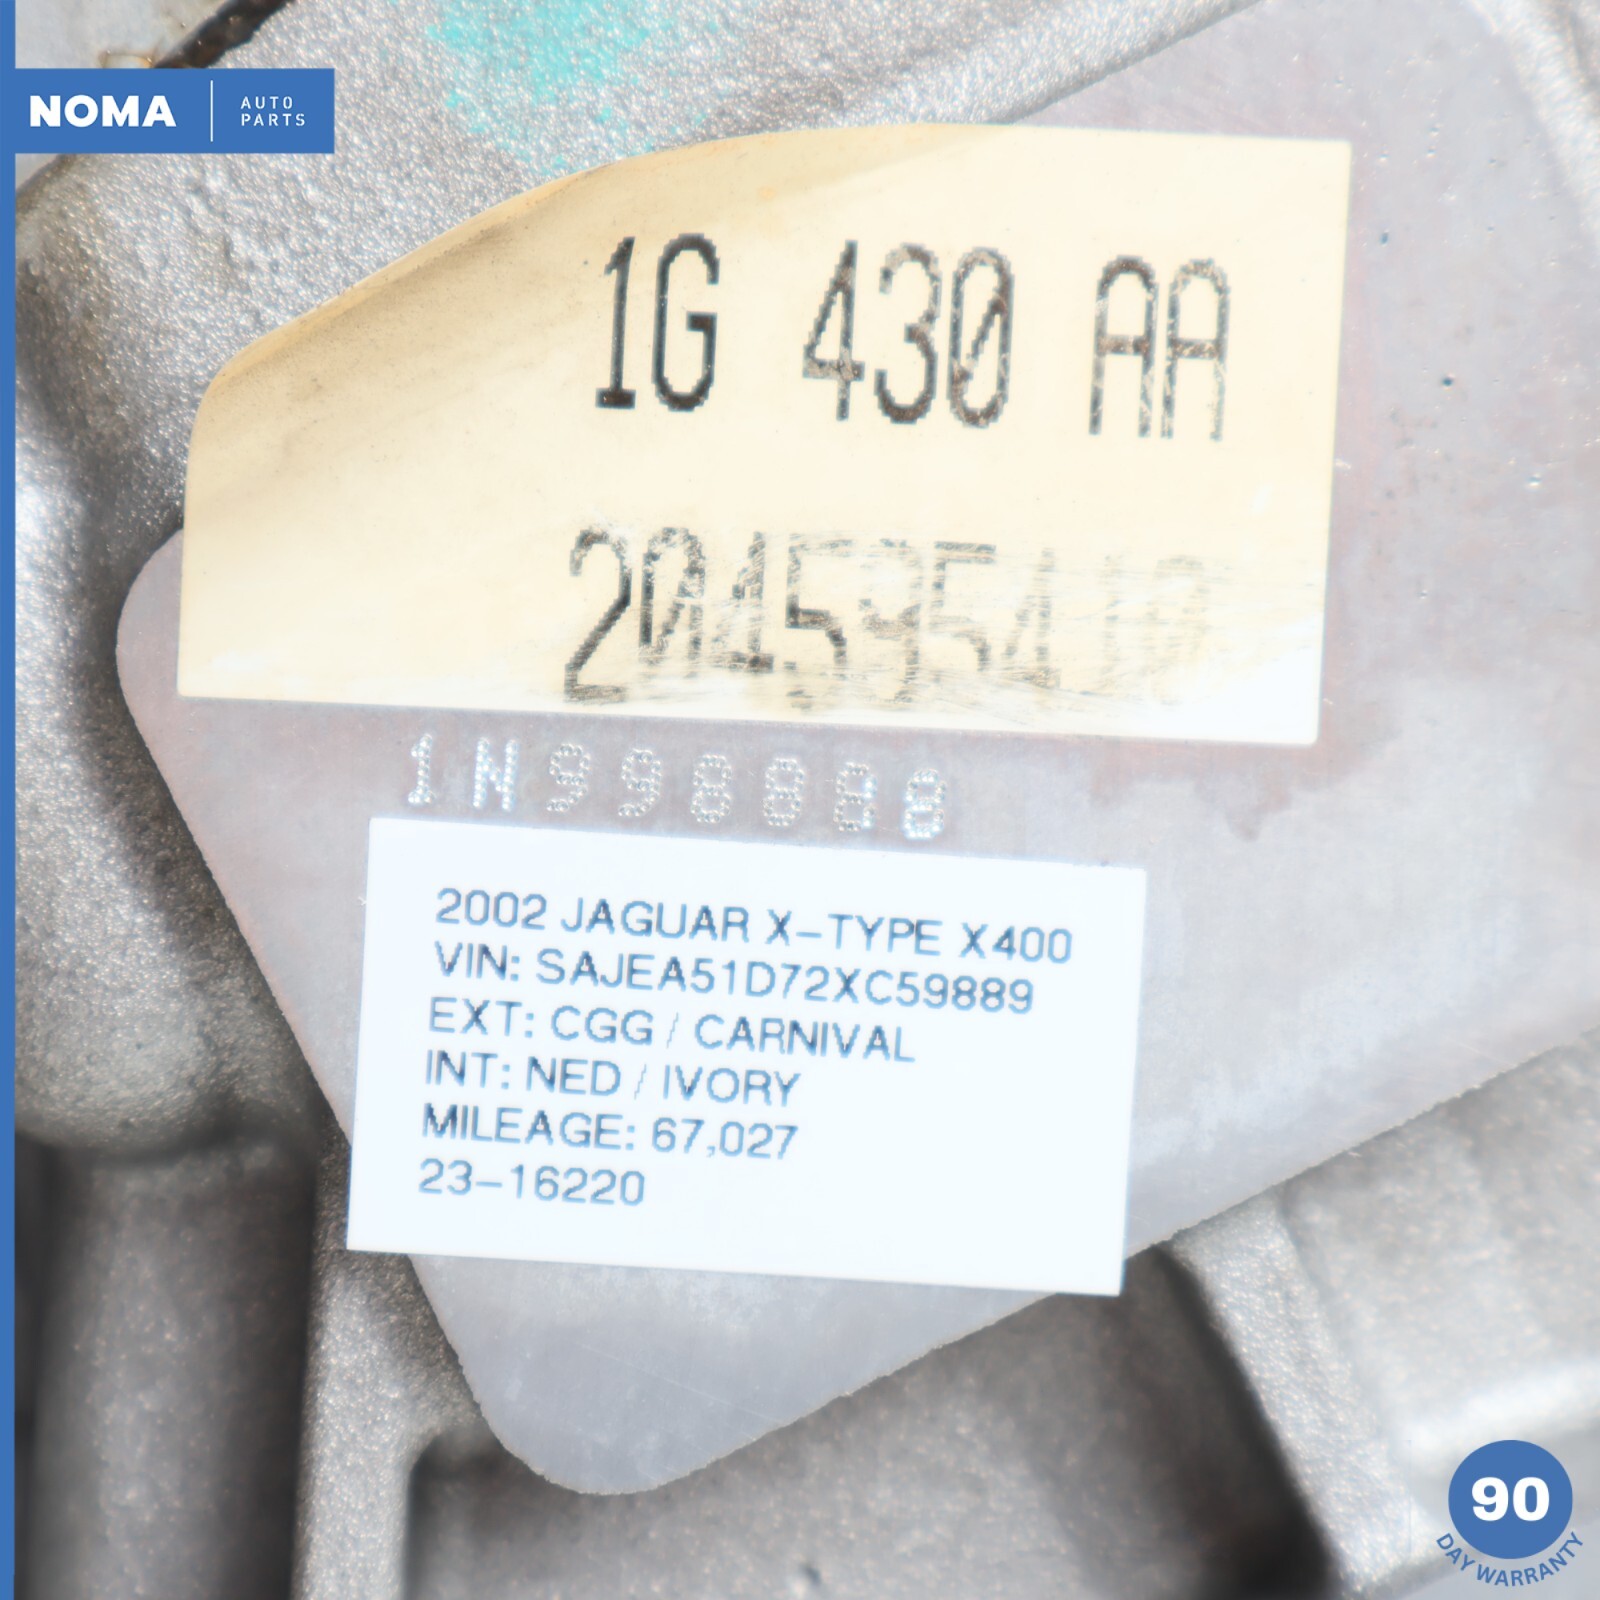 NOMA
AUTO
PARTS
1G 430 AA
1N998888
2002 JAGUAR X-TYPE X400
VIN: SAJEA51D72XC59889
EXT: CGG / CARNIVAL
INT: NED / IVORY
MILEAGE: 67,027
23-16220
90
DAY WARRANTY